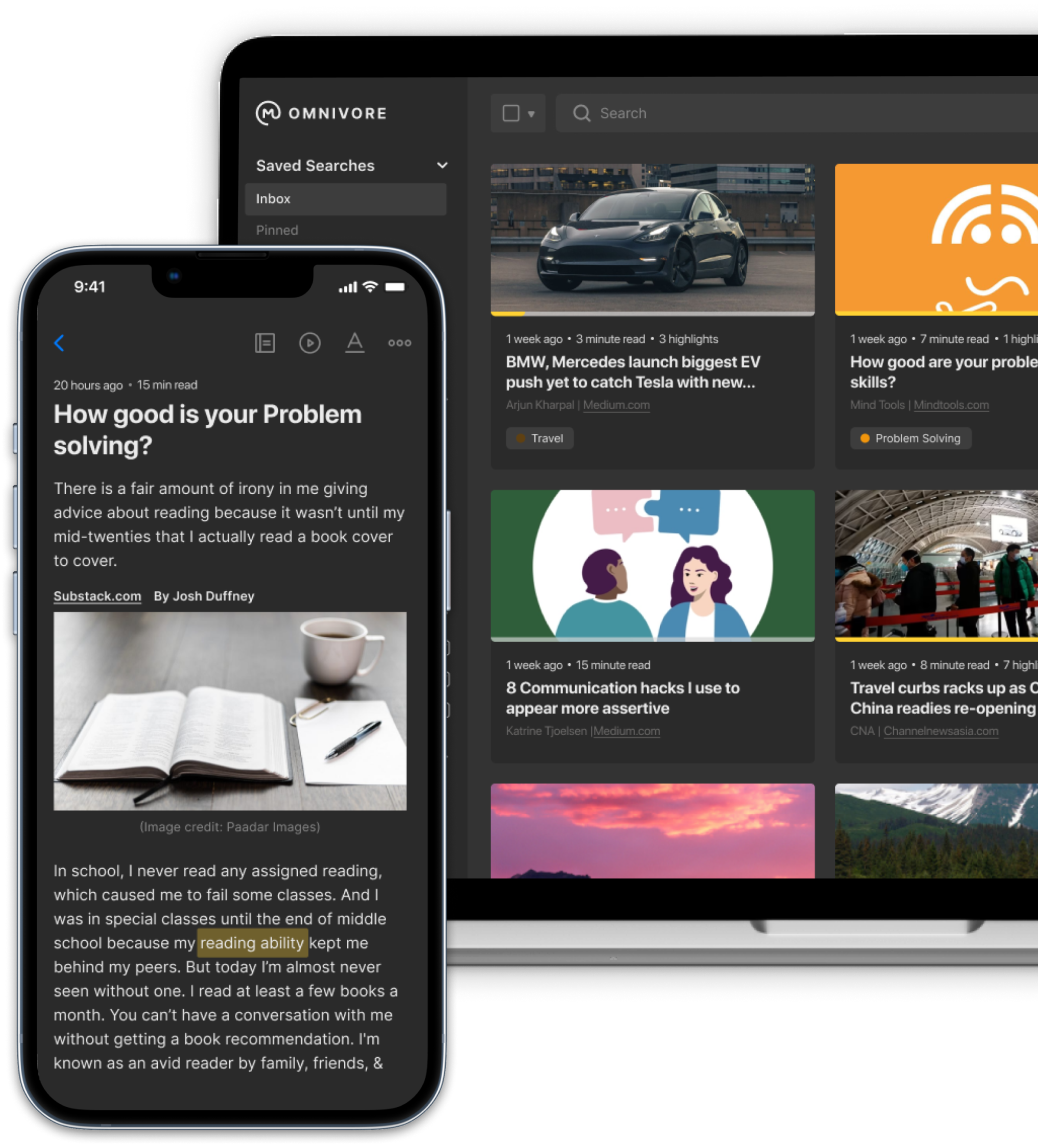 OMNIVORE
Search
Saved Searches
Inbox
Pinned
1 week ago • 3 minute read • 3 highlights
BMW, Mercedes launch biggest EV
push yet to catch Tesla with new...
Arjun Kharpal | Medium.com
Travel
1 week ago • 7 minute read • 1 highli
How good are your proble
skills?
Mind Tools | Mindtools.com
Problem Solving
1 week ago • 15 minute read
8 Communication hacks I use to
appear more assertive
Katrine Tjoelsen |Medium.com
1 week ago • 8 minute read • 7 highli
Travel curbs racks up as C
China readies re-opening
CNA | Channelnewsasia.com
9:41
20 hours ago • 15 min read
How good is your Problem
solving?
There is a fair amount of irony in me giving
advice about reading because it wasn’t until my
mid-twenties that I actually read a book cover
to cover.
Substack.com By Josh Duffney
(Image credit: Paadar Images)
In school, I never read any assigned reading,
which caused me to fail some classes. And I
was in special classes until the end of middle
school because my reading ability kept me
behind my peers. But today I’m almost never
seen without one. I read at least a few books a
month. You can’t have a conversation with me
without getting a book recommendation. I'm
known as an avid reader by family, friends, &